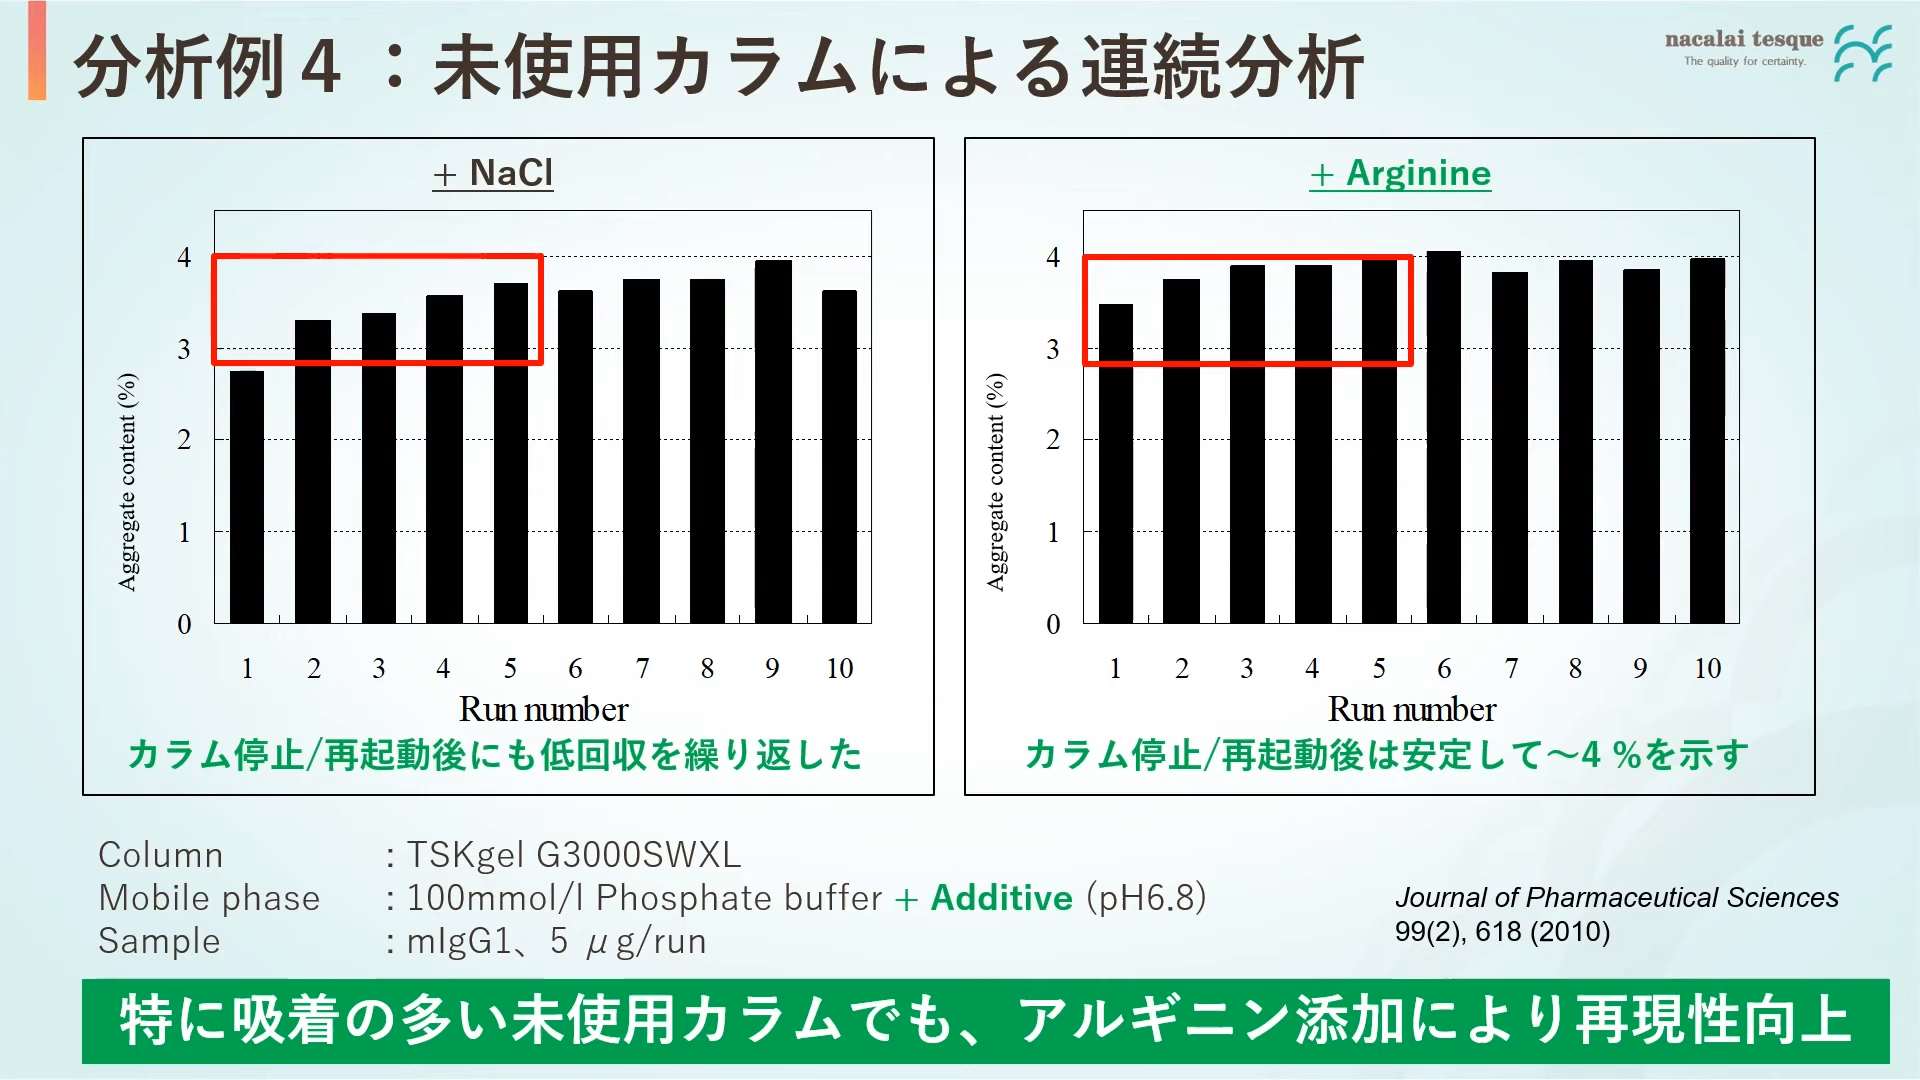 分析例４：未使用カラムによる連続分析
nacalai tesque
The quality for certainty.
+ NaCl
4
3
2
1
0
Aggregate content (%)
1 2 3 4 5 6 7 8 9 10
Run number
カラム停止/再起動後にも低回収を繰り返した
+ Arginine
4
3
2
1
0
Aggregate content (%)
1 2 3 4 5 6 7 8 9 10
Run number
カラム停止/再起動後は安定して～4 %を示す
Column : TSKgel G3000SWXL
Mobile phase : 100mmol/l Phosphate buffer + Additive (pH6.8)
Sample : mIgG1、5 μg/run
Journal of Pharmaceutical Sciences
99(2), 618 (2010)
特に吸着の多い未使用カラムでも、アルギニン添加により再現性向上